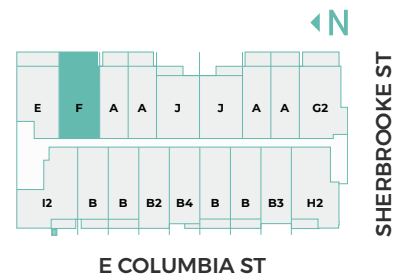 N
E F A A J J A A G2
I2 B B B2 B4 B B B3 H2
SHERBROOKE ST
E COLUMBIA ST